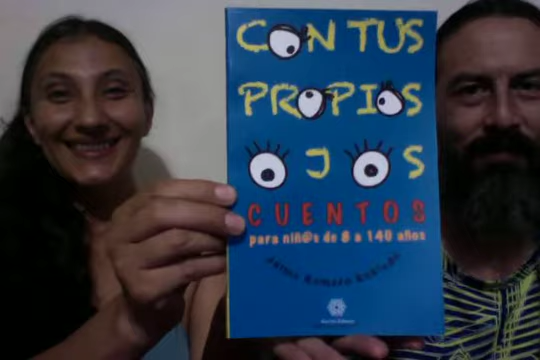 CON TUS
PROPIOS
OJOS
CUENTOS
para niñ@s de 8 a 140 años